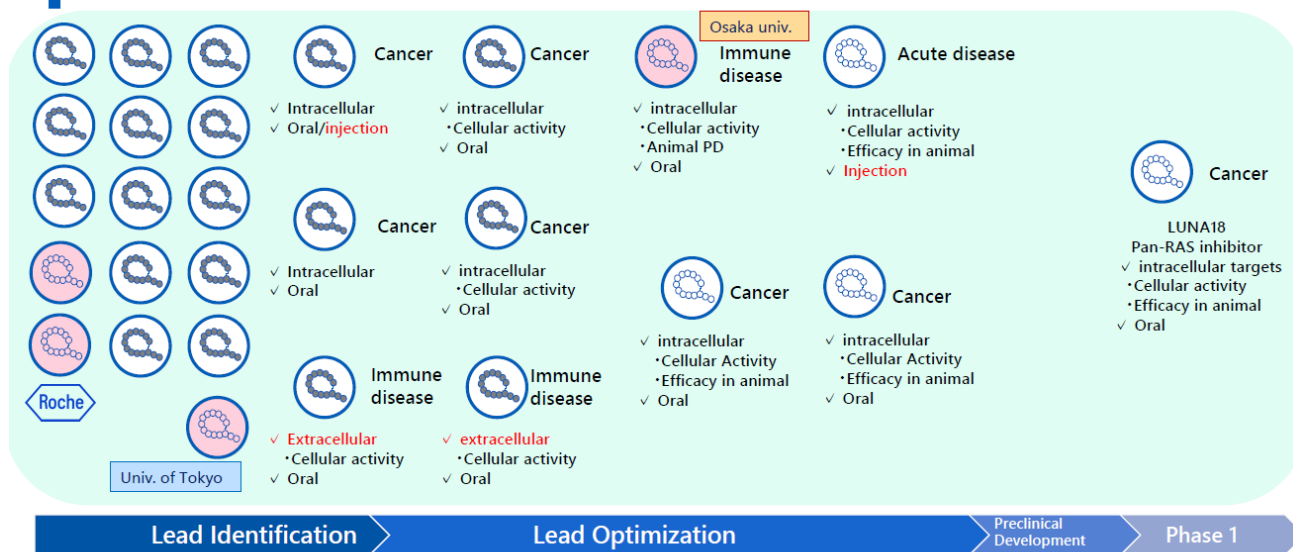 Osaka univ.
Cancer
✓ Intracellular
✓ Oral/injection
Cancer
✓ intracellular
・Cellular activity
✓ Oral
Immune
disease
✓ intracellular
・Cellular activity
・Animal PD
✓ Oral
Acute disease
✓ intracellular
・Cellular activity
・Efficacy in animal
✓ Injection
Cancer
LUNA18
Pan-RAS inhibitor
✓ intracellular targets
・Cellular activity
・Efficacy in animal
✓ Oral
Cancer
✓ Intracellular
✓ Oral
Cancer
✓ intracellular
・Cellular activity
✓ Oral
Cancer
✓ intracellular
・Cellular Activity
・Efficacy in animal
✓ Oral
Cancer
✓ intracellular
・Cellular Activity
・Efficacy in animal
✓ Oral
Immune
disease
✓ Extracellular
・Cellular activity
✓ Oral
Immune
disease
✓ extracellular
・Cellular activity
✓ Oral
Roche
Univ. of Tokyo
Lead Identification
Lead Optimization
Preclinical
Development
Phase 1